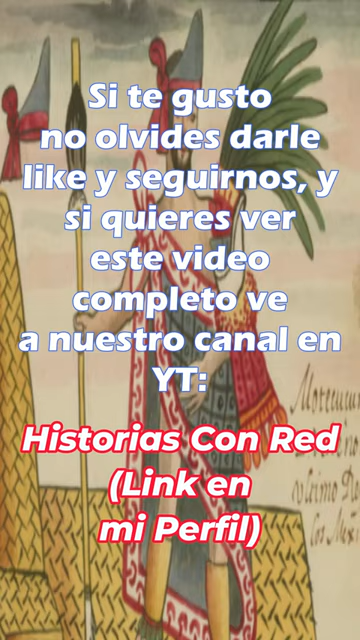 Si te gusto
no olvides darle
like y seguirnos, y
si quieres ver
este video
completo ve
a nuestro canal en
YT:
Historias Con Red
(Link en
mi Perfil)